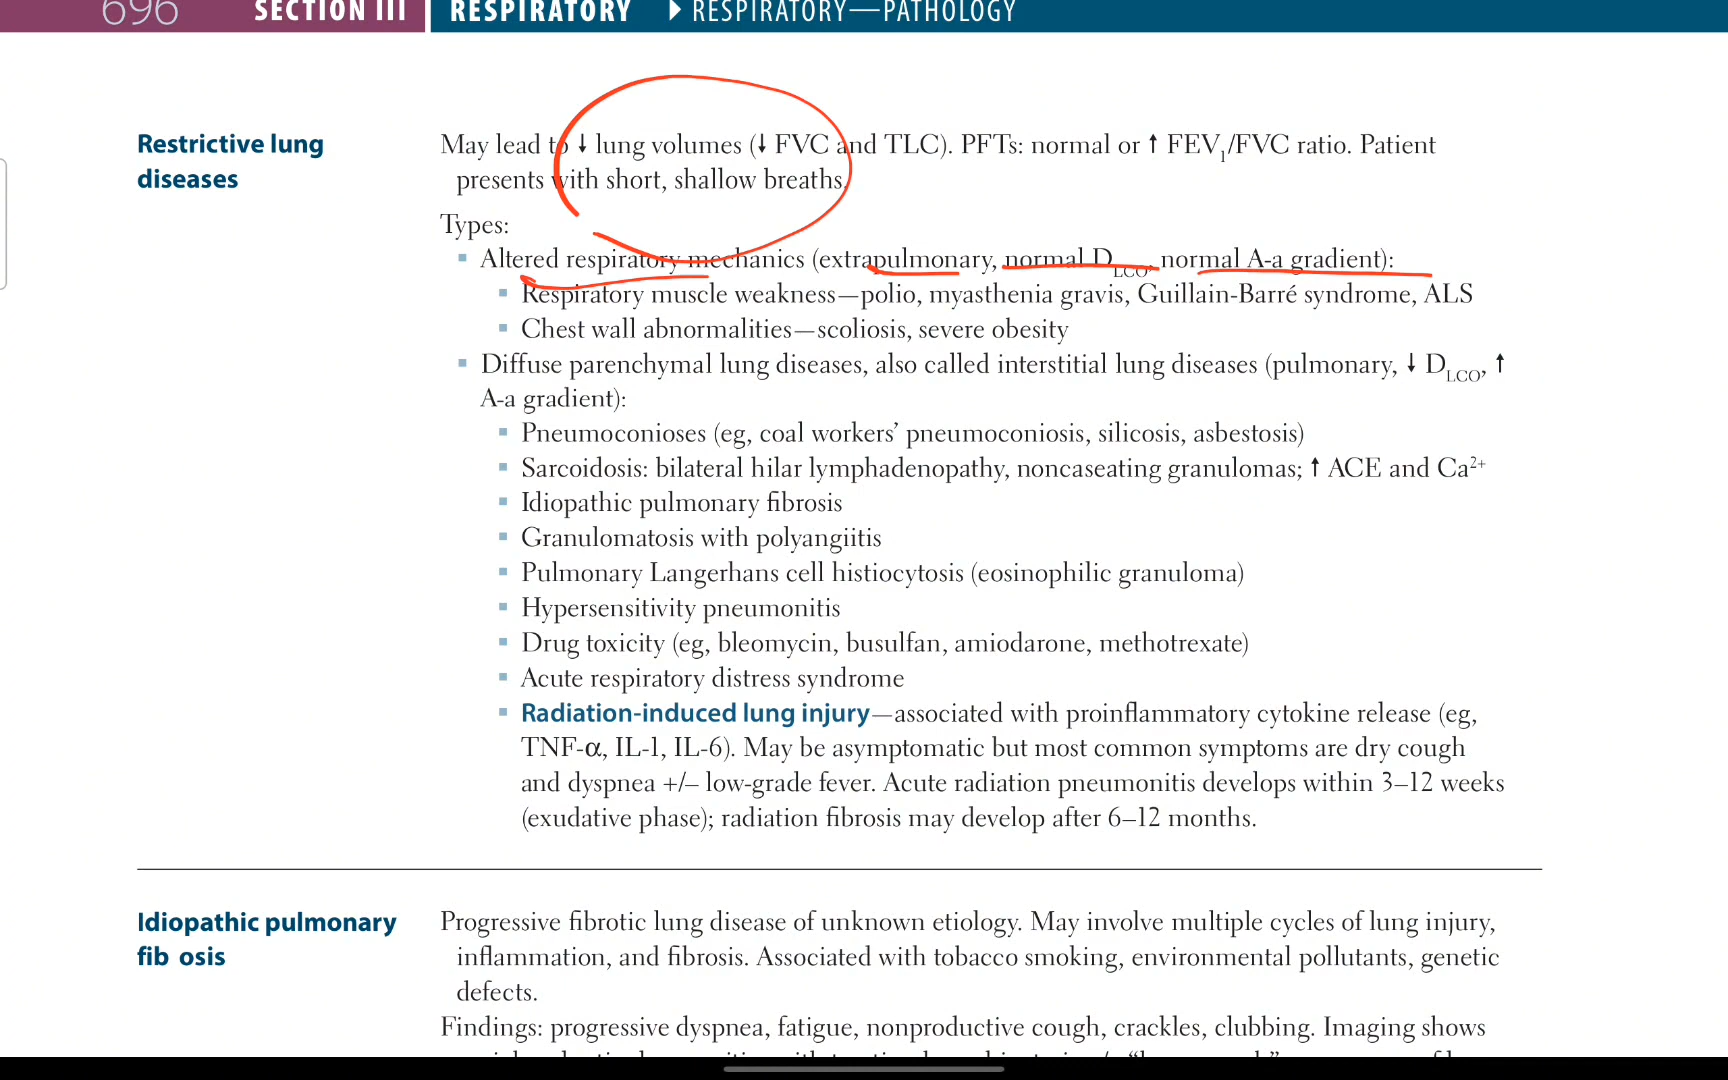 696 SECTION III RESPIRATORY ▶ RESPIRATORY—PATHOLOGY
Restrictive lung
diseases
May lead to ↓ lung volumes (↓ FVC and TLC). PFTs: normal or ↑ FEV₁/FVC ratio. Patient
presents with short, shallow breaths.
Types:
▪ Altered respiratory mechanics (extrapulmonary, normal D_LCO, normal A-a gradient):
▪ Respiratory muscle weakness—polio, myasthenia gravis, Guillain-Barré syndrome, ALS
▪ Chest wall abnormalities—scoliosis, severe obesity
▪ Diffuse parenchymal lung diseases, also called interstitial lung diseases (pulmonary, ↓ D_LCO, ↑
A-a gradient):
▪ Pneumoconioses (eg, coal workers’ pneumoconiosis, silicosis, asbestosis)
▪ Sarcoidosis: bilateral hilar lymphadenopathy, noncaseating granulomas; ↑ ACE and Ca²⁺
▪ Idiopathic pulmonary fibrosis
▪ Granulomatosis with polyangiitis
▪ Pulmonary Langerhans cell histiocytosis (eosinophilic granuloma)
▪ Hypersensitivity pneumonitis
▪ Drug toxicity (eg, bleomycin, busulfan, amiodarone, methotrexate)
▪ Acute respiratory distress syndrome
▪ Radiation-induced lung injury—associated with proinflammatory cytokine release (eg,
TNF-α, IL-1, IL-6). May be asymptomatic but most common symptoms are dry cough
and dyspnea +/– low-grade fever. Acute radiation pneumonitis develops within 3–12 weeks
(exudative phase); radiation fibrosis may develop after 6–12 months.
Idiopathic pulmonary
fib osis
Progressive fibrotic lung disease of unknown etiology. May involve multiple cycles of lung injury,
inflammation, and fibrosis. Associated with tobacco smoking, environmental pollutants, genetic
defects.
Findings: progressive dyspnea, fatigue, nonproductive cough, crackles, clubbing. Imaging shows